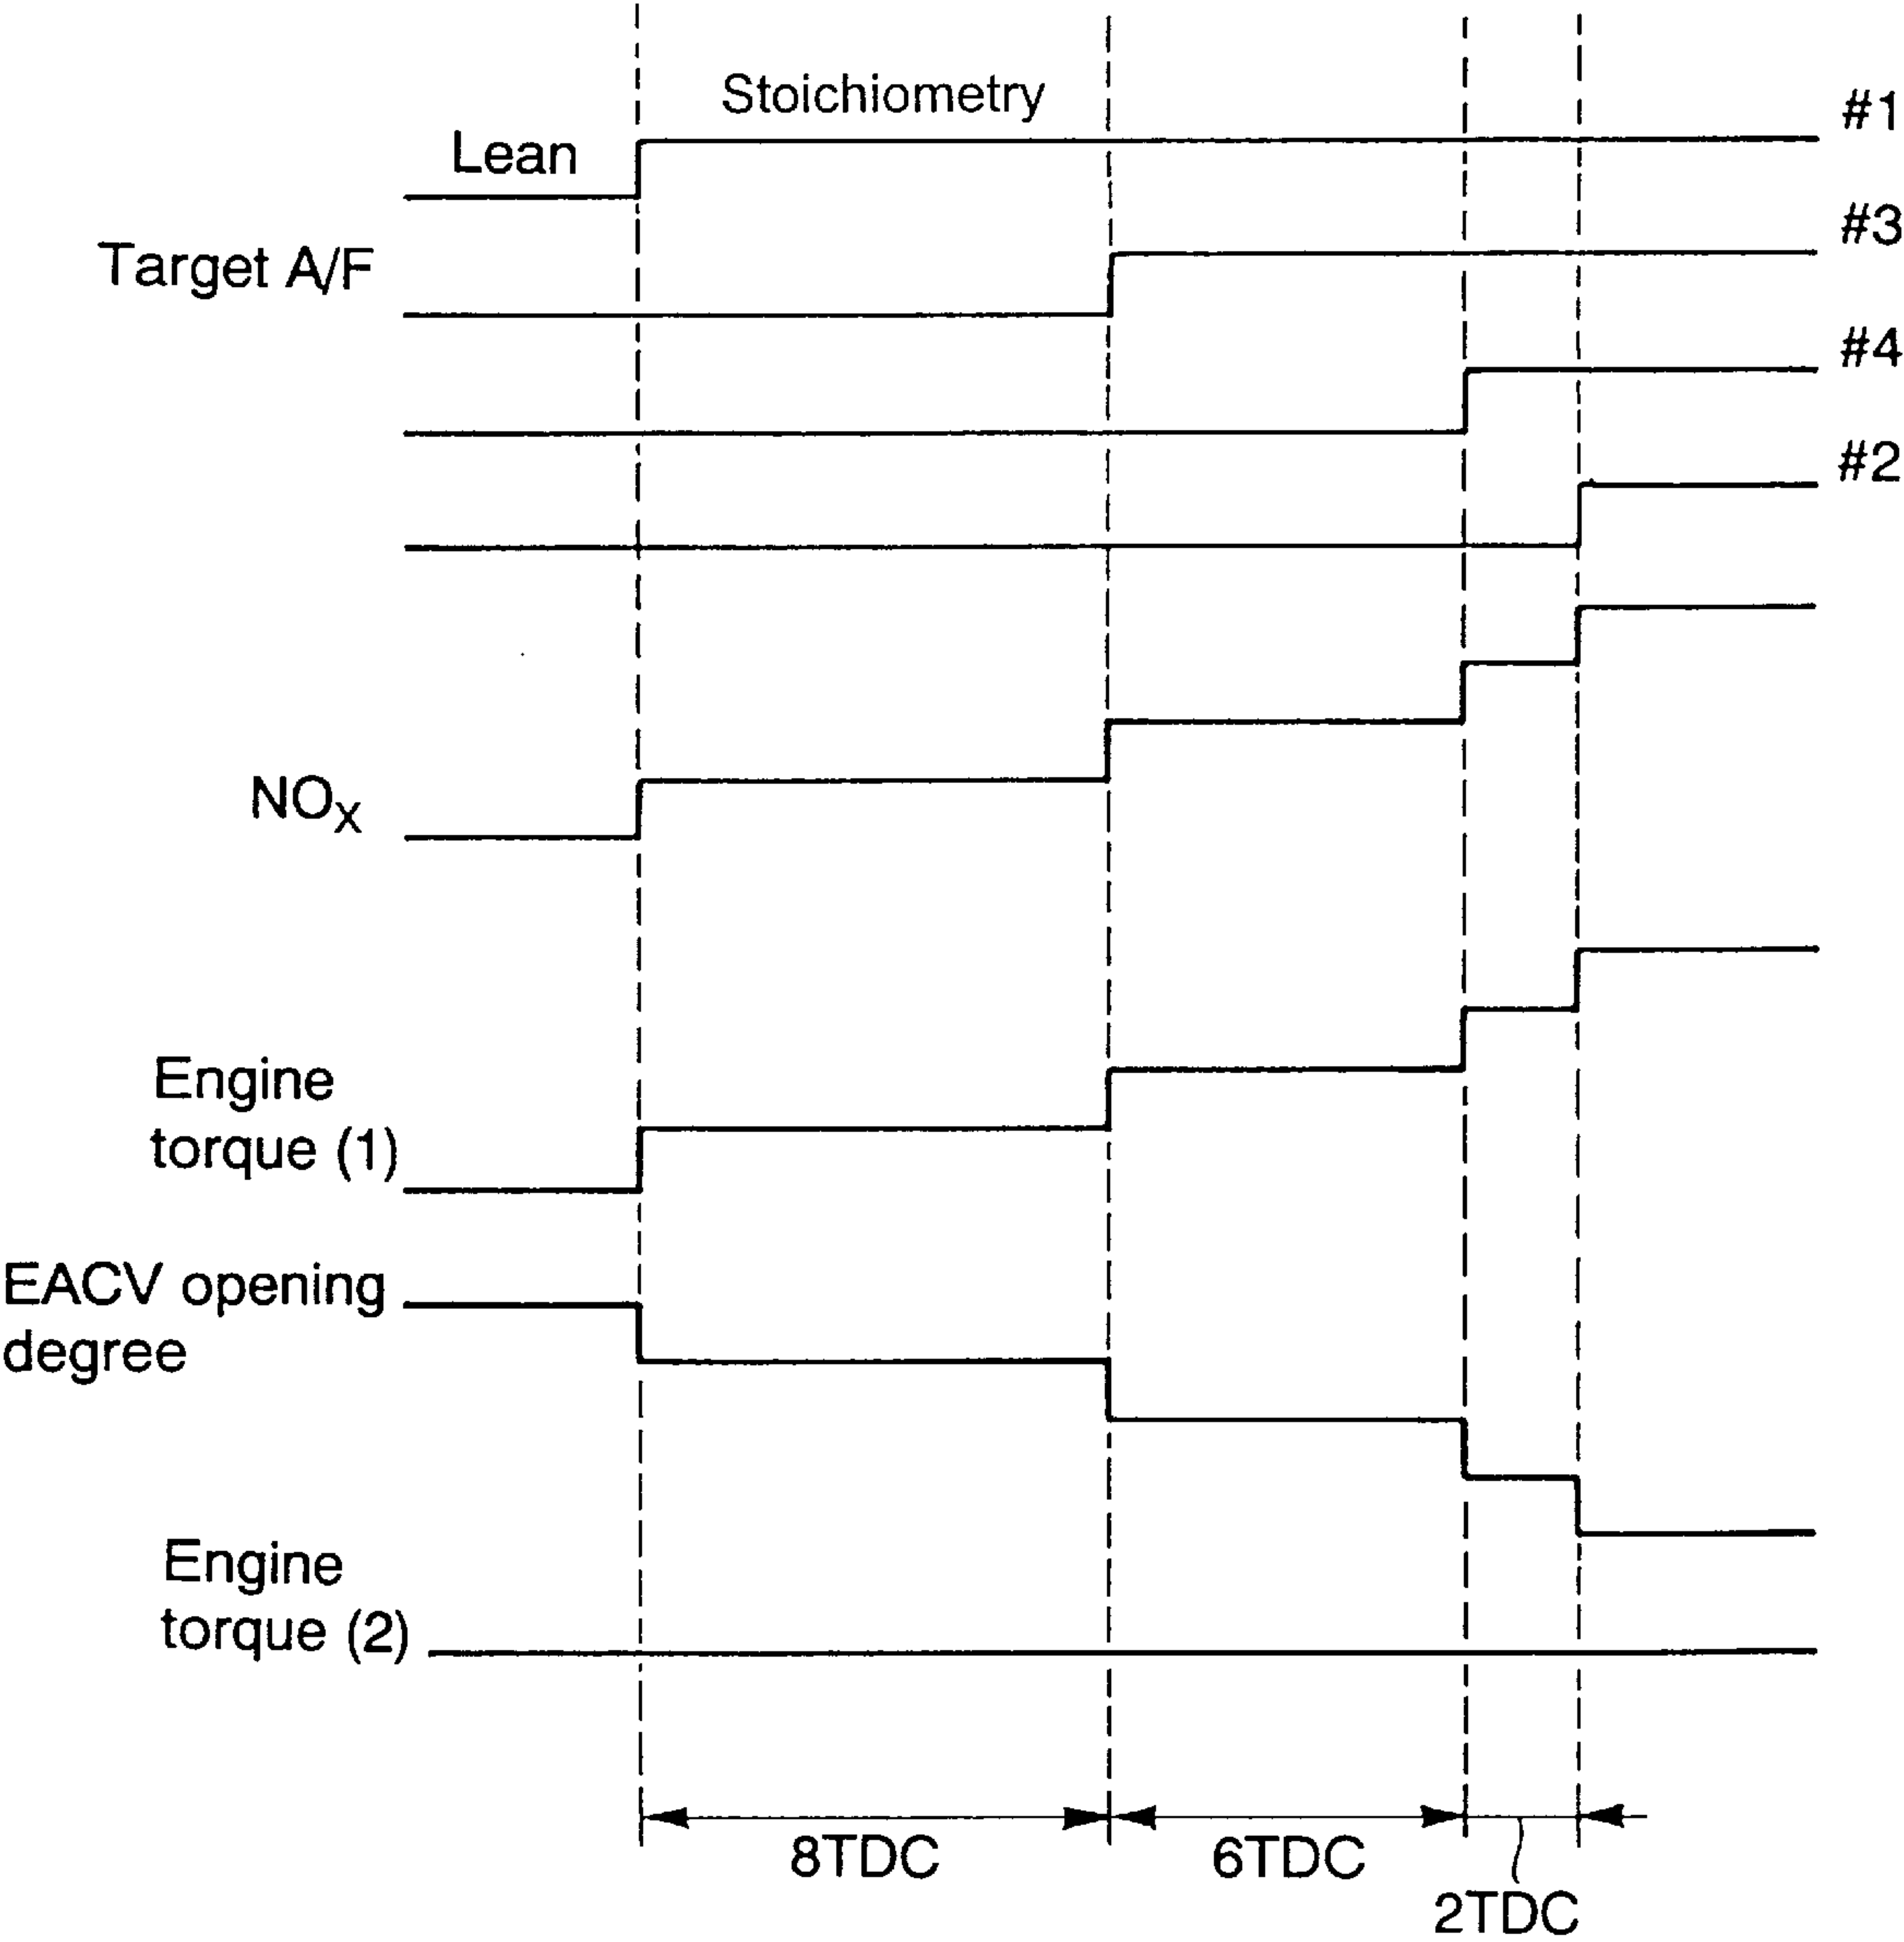 Stoichiometry
#1
Lean
#3
Target A/F
#4
#2
NOX
Engine
torque (1)
EACV opening
degree
Engine
torque (2)
8TDC
6TDC
2TDC